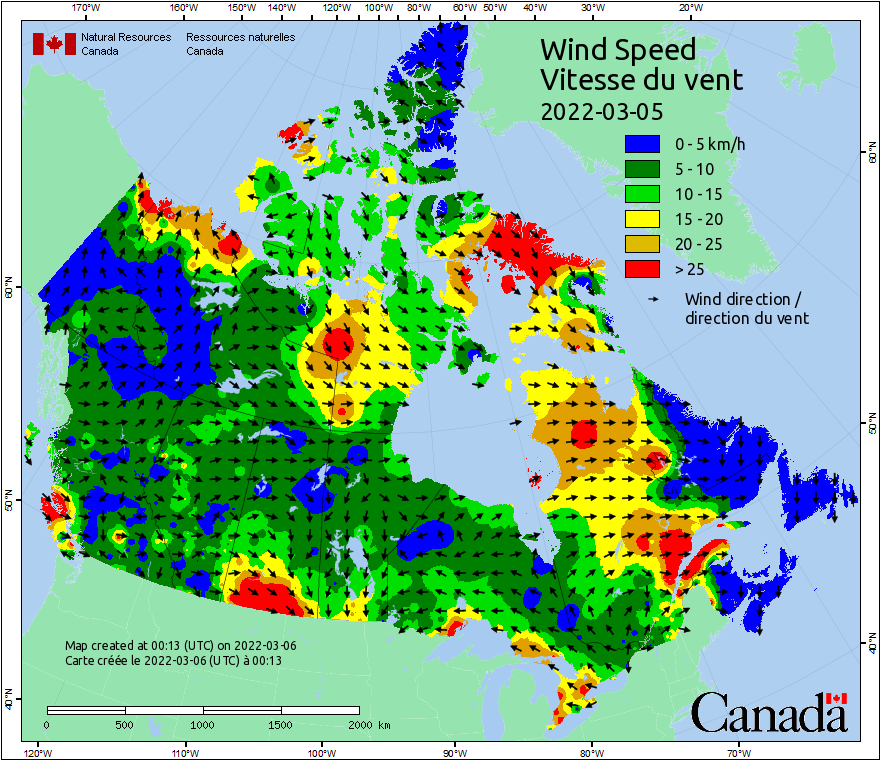 170°W 160°W 150°W 140°W 120°W 100°W 80°W 60°W 50°W 40°W 30°W 20°W
Natural Resources Ressources naturelles
Canada Canada
Wind Speed
Vitesse du vent
2022-03-05
0 - 5 km/h
5 - 10
10 - 15
15 - 20
20 - 25
> 25
Wind direction /
direction du vent
60°N 60°N
50°N 50°N
40°N 40°N
Map created at 00:13 (UTC) on 2022-03-06
Carte créée le 2022-03-06 (UTC) à 00:13
0 500 1000 1500 2000 km
Canada
120°W 110°W 100°W 90°W 80°W 70°W